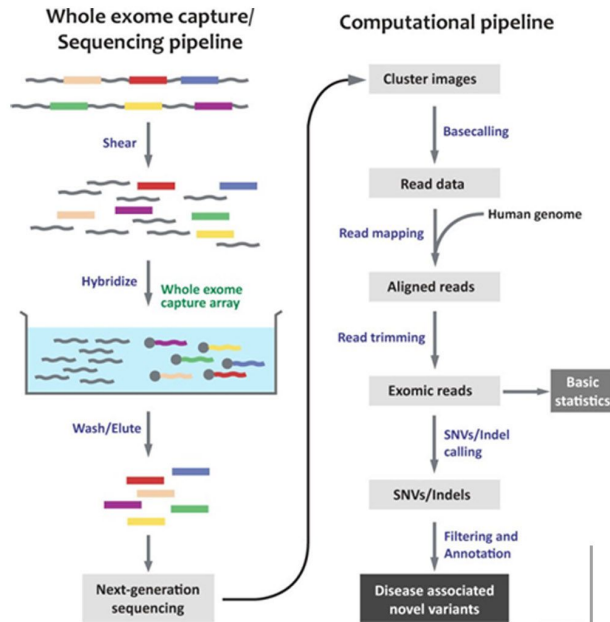 Whole exome capture/
Sequencing pipeline
Shear
Hybridize
Whole exome
capture array
Wash/Elute
Next-generation
sequencing
Computational pipeline
Cluster images
Basecalling
Read data
Read mapping
Human genome
Aligned reads
Read trimming
Exomic reads
Basic
statistics
SNVs/Indel
calling
SNVs/Indels
Filtering and
Annotation
Disease associated
novel variants